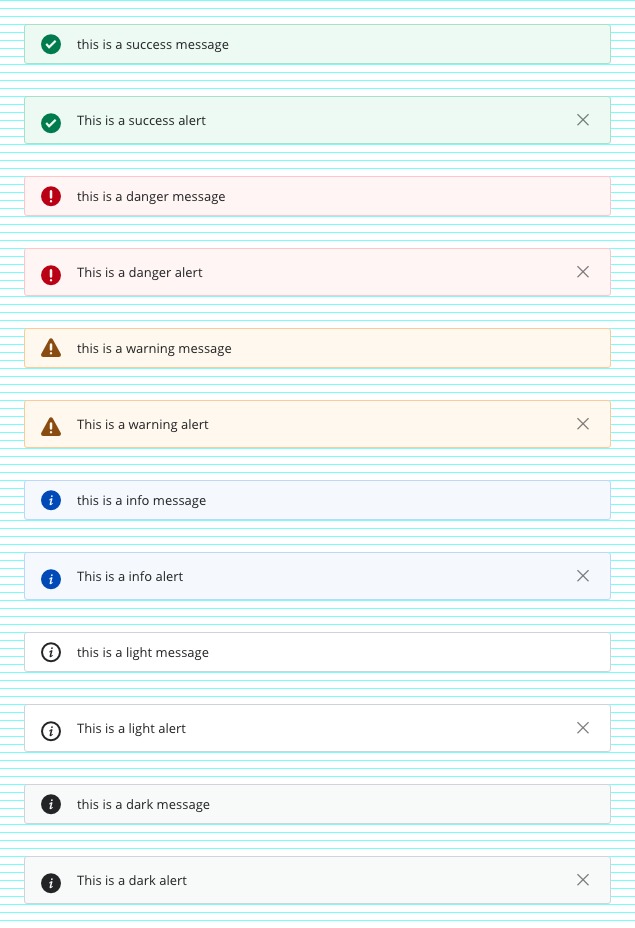 this is a success message
This is a success alert
this is a danger message
This is a danger alert
this is a warning message
This is a warning alert
this is a info message
This is a info alert
this is a light message
This is a light alert
this is a dark message
This is a dark alert